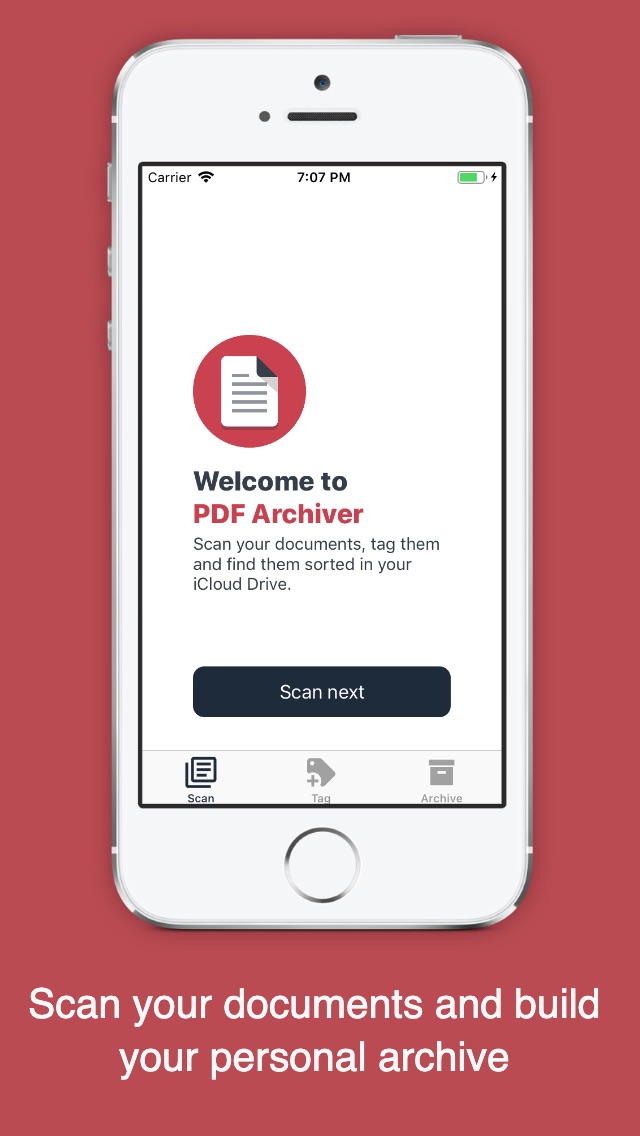 Carrier 7:07 PM
Welcome to
PDF Archiver
Scan your documents, tag them
and find them sorted in your
iCloud Drive.
Scan next
Scan Tag Archive
Scan your documents and build
your personal archive